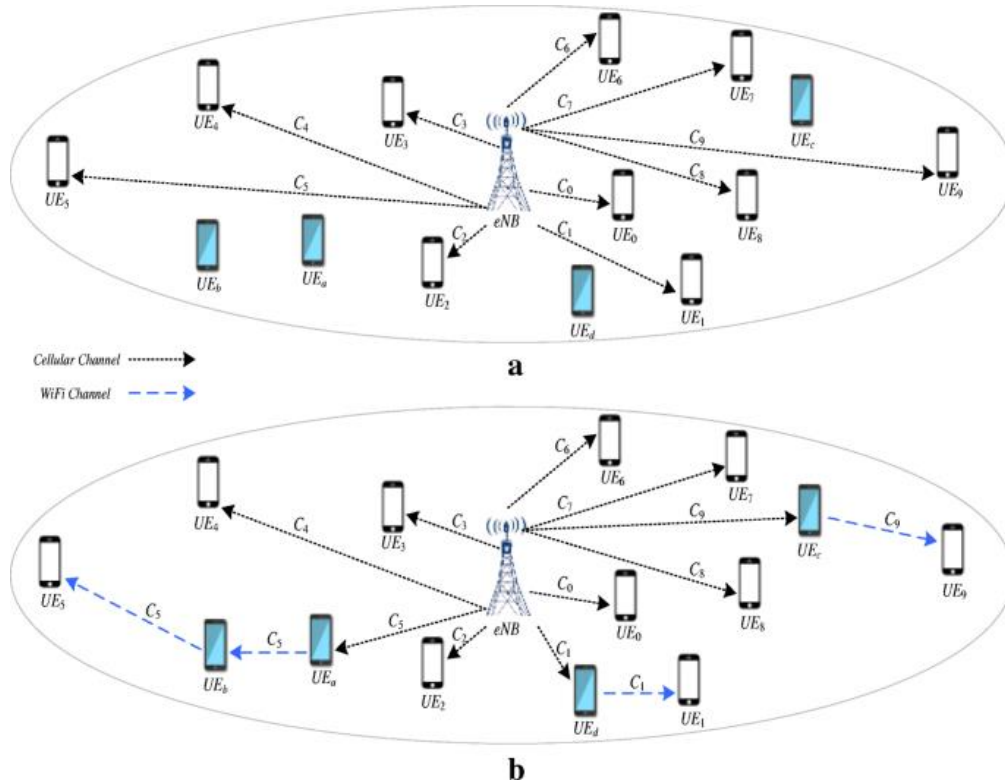 a
C6
UE6
UE7
C7
UEc
UE4
C4
C3
UE3
C9
C8
UE9
UE5
C5
C0
UE0
UE8
eNB
C2
C1
UEb
UEa
UE2
UEd
UE1
Cellular Channel
a
WiFi Channel
C6
UE6
UE7
C7
C9
UEc
C9
UE4
C4
C3
UE3
C8
UE9
UE5
C0
UE0
UE8
eNB
C5
C5
C5
C2
C1
UEb
UEa
UE2
C1
UEd
UE1
b